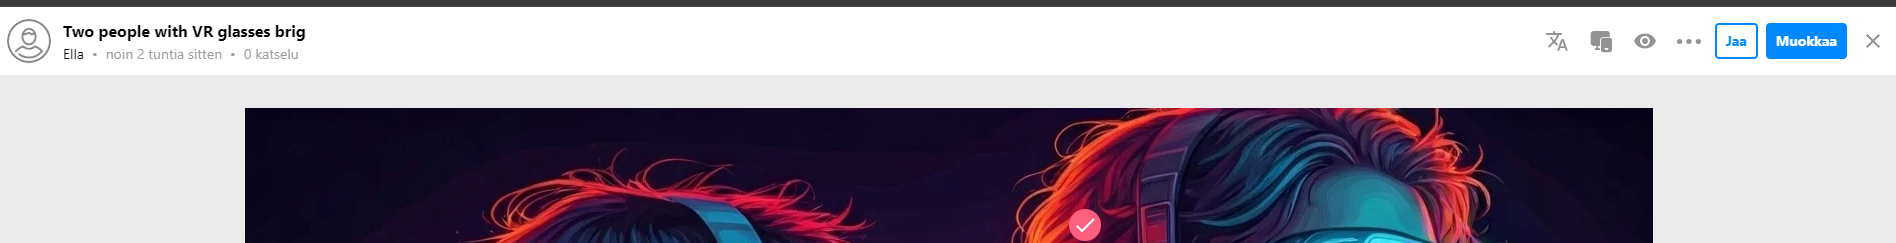 Two people with VR glasses brig
Ella • noin 2 tuntia sitten • 0 katselu
Jaa
Muokkaa